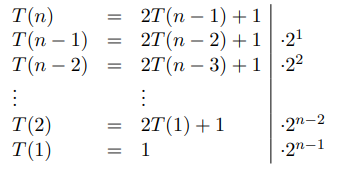 T(n) = 2T(n − 1) + 1
T(n − 1) = 2T(n − 2) + 1 ·2^1
T(n − 2) = 2T(n − 3) + 1 ·2^2
⋮ ⋮
T(2) = 2T(1) + 1 ·2^{n−2}
T(1) = 1 ·2^{n−1}